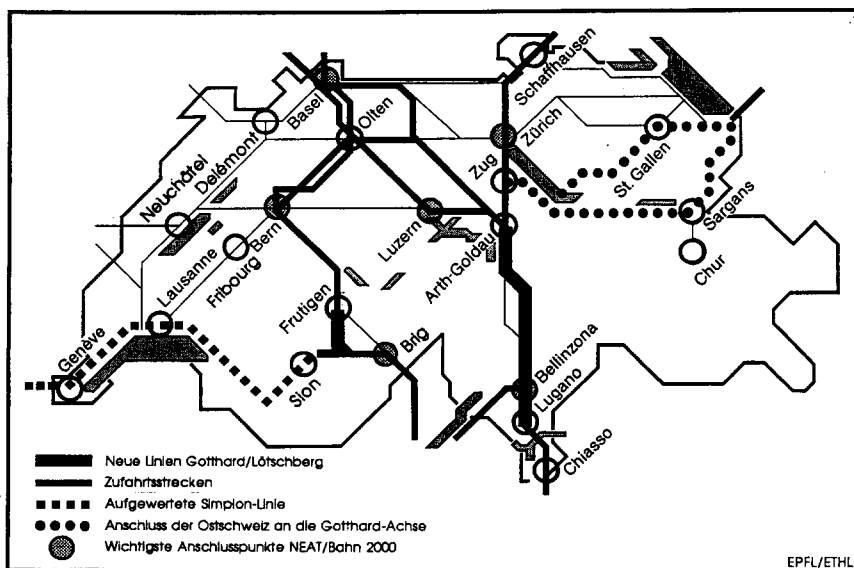 Schaffhausen
Basel
Olten
Zürich
Delémont
Zug
St. Gallen
Neuchâtel
Sargans
Bern
Luzern
Fribourg
Lausanne
Arth-Goldau
Chur
Frutigen
Genève
Brig
Sion
Bellinzona
Lugano
Chiasso
Neue Linien Gotthard/Lötschberg
Zufahrtsstrecken
Aufgewertete Simplon-Linie
Anschluss der Ostschweiz an die Gotthard-Achse
Wichtigste Anschlusspunkte NEAT/Bahn 2000
EPFL/ETHL